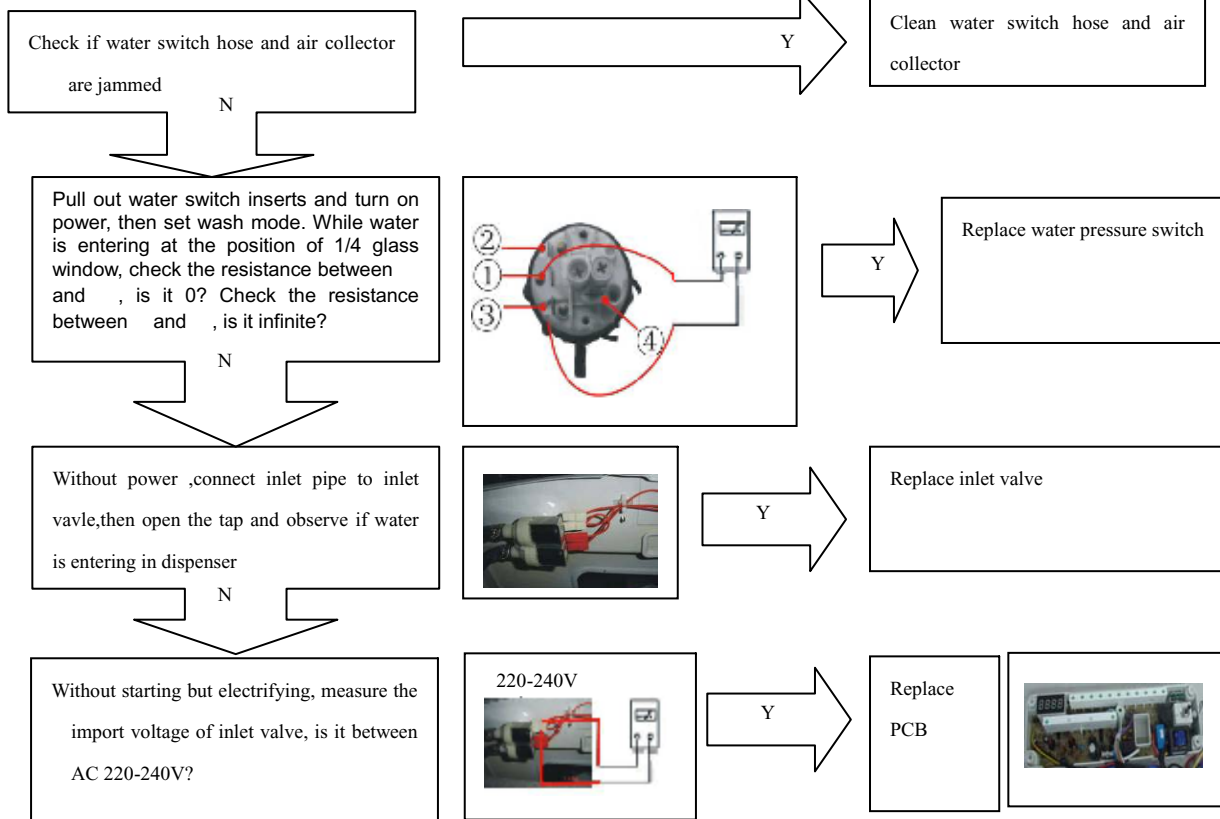 Check if water switch hose and air collector
are jammed
Y
Clean water switch hose and air
collector
N
Pull out water switch inserts and turn on
power, then set wash mode. While water
is entering at the position of 1/4 glass
window, check the resistance between
and , is it 0? Check the resistance
between and , is it infinite?
②
①
③
④
Y
Replace water pressure switch
N
Without power ,connect inlet pipe to inlet
vavle,then open the tap and observe if water
is entering in dispenser
Y
Replace inlet valve
N
Without starting but electrifying, measure the
import voltage of inlet valve, is it between
AC 220-240V?
220-240V
Y
Replace
PCB